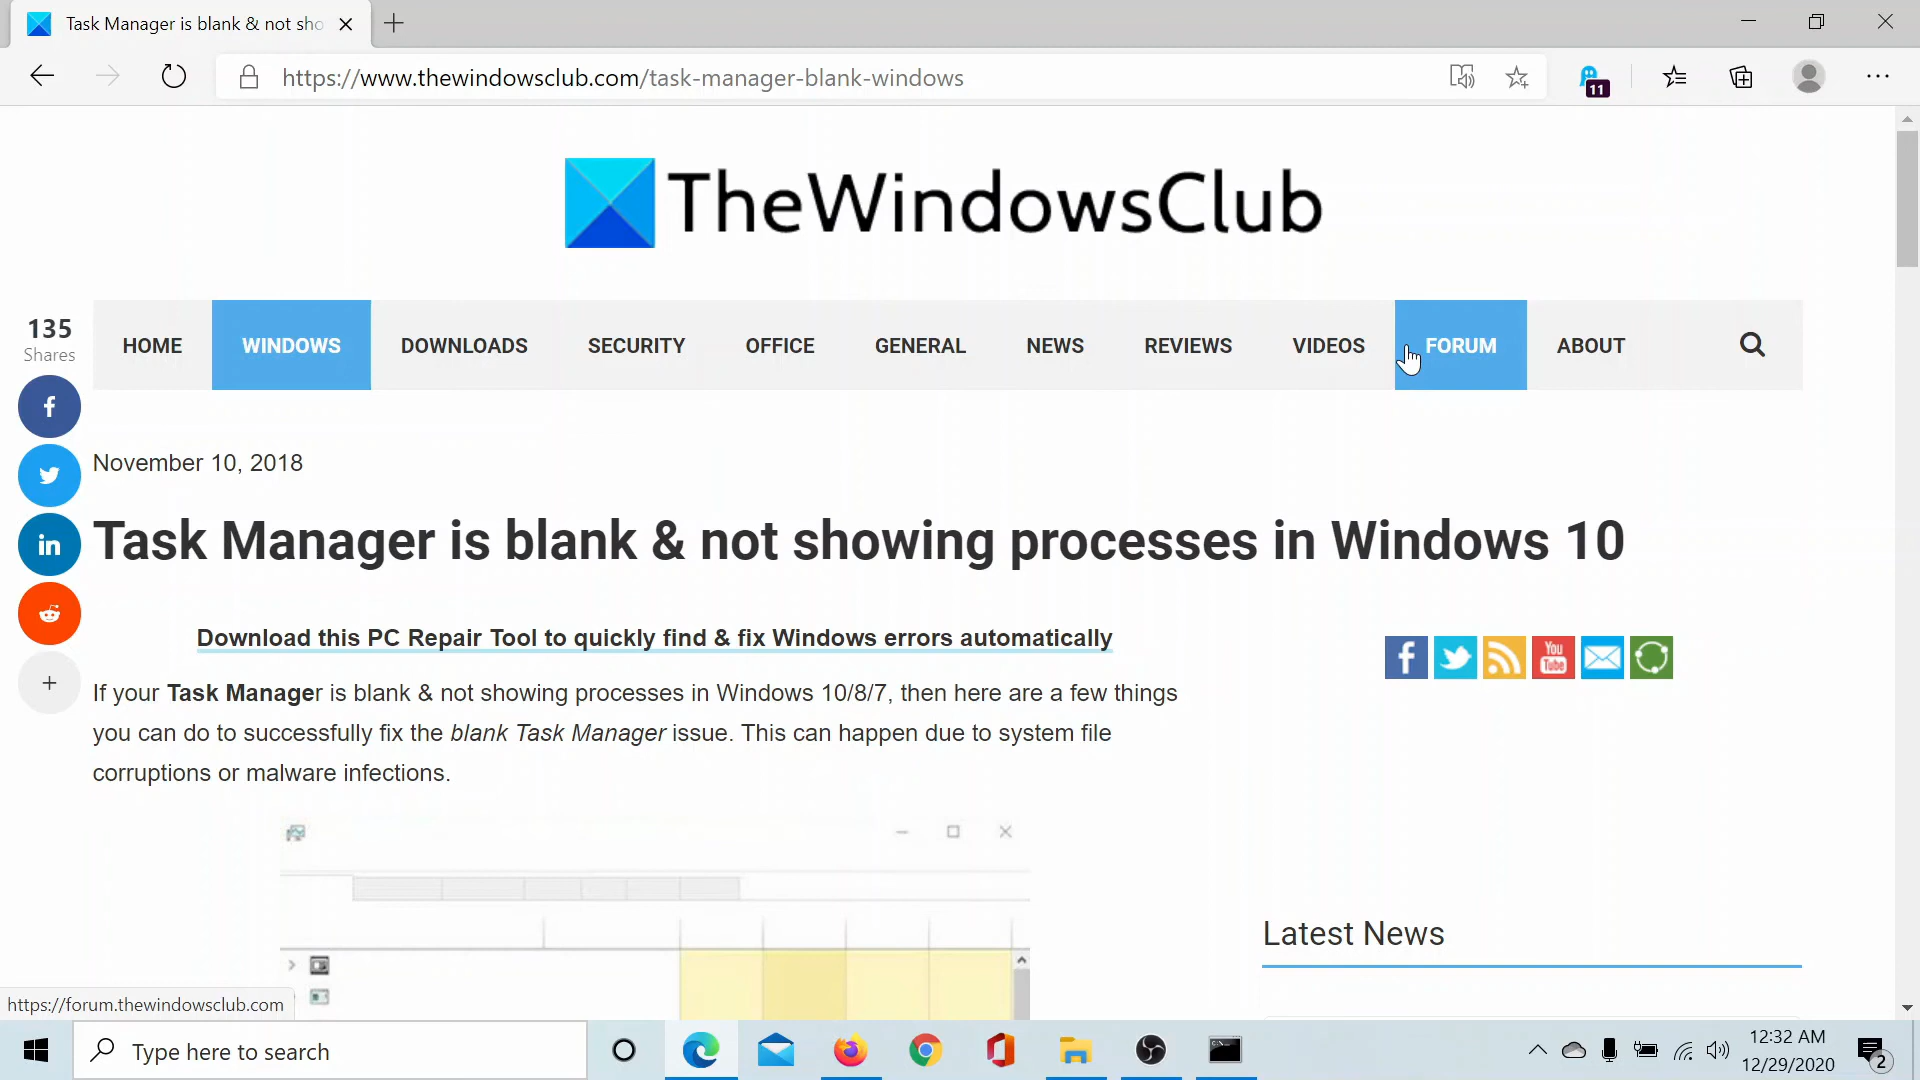 Task Manager is blank & not sho
https://www.thewindowsclub.com/task-manager-blank-windows
11
TheWindowsClub
HOME WINDOWS DOWNLOADS SECURITY OFFICE GENERAL NEWS REVIEWS VIDEOS FORUM ABOUT
135
Shares
November 10, 2018
Task Manager is blank & not showing processes in Windows 10
Download this PC Repair Tool to quickly find & fix Windows errors automatically
If your Task Manager is blank & not showing processes in Windows 10/8/7, then here are a few things
you can do to successfully fix the blank Task Manager issue. This can happen due to system file
corruptions or malware infections.
You
Tube
Latest News
https://forum.thewindowsclub.com
Type here to search
12:32 AM
12/29/2020
2